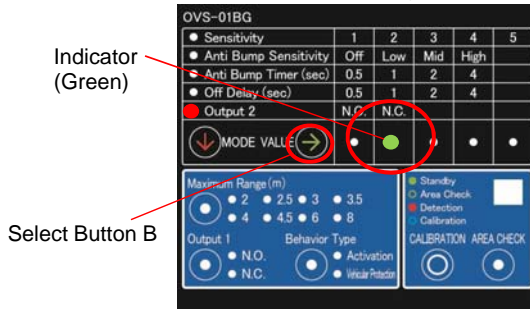 OVS-01BG
Sensitivity 1 2 3 4 5
Anti Bump Sensitivity Off Low Mid High
Anti Bump Timer (sec) 0.5 1 2 4
Off Delay (sec) 0.5 1 2 4
Output 2 N.C. N.C.
MODE VALUE
Indicator
(Green)
Select Button B
Maximum Range (m)
2 2.5 3 3.5
4 4.5 6 8
Output 1 Behavior Type
N.O. Activation
N.C. Vehicular Protection
Standby
Area Check
Detection
Calibration
CALIBRATION AREA CHECK